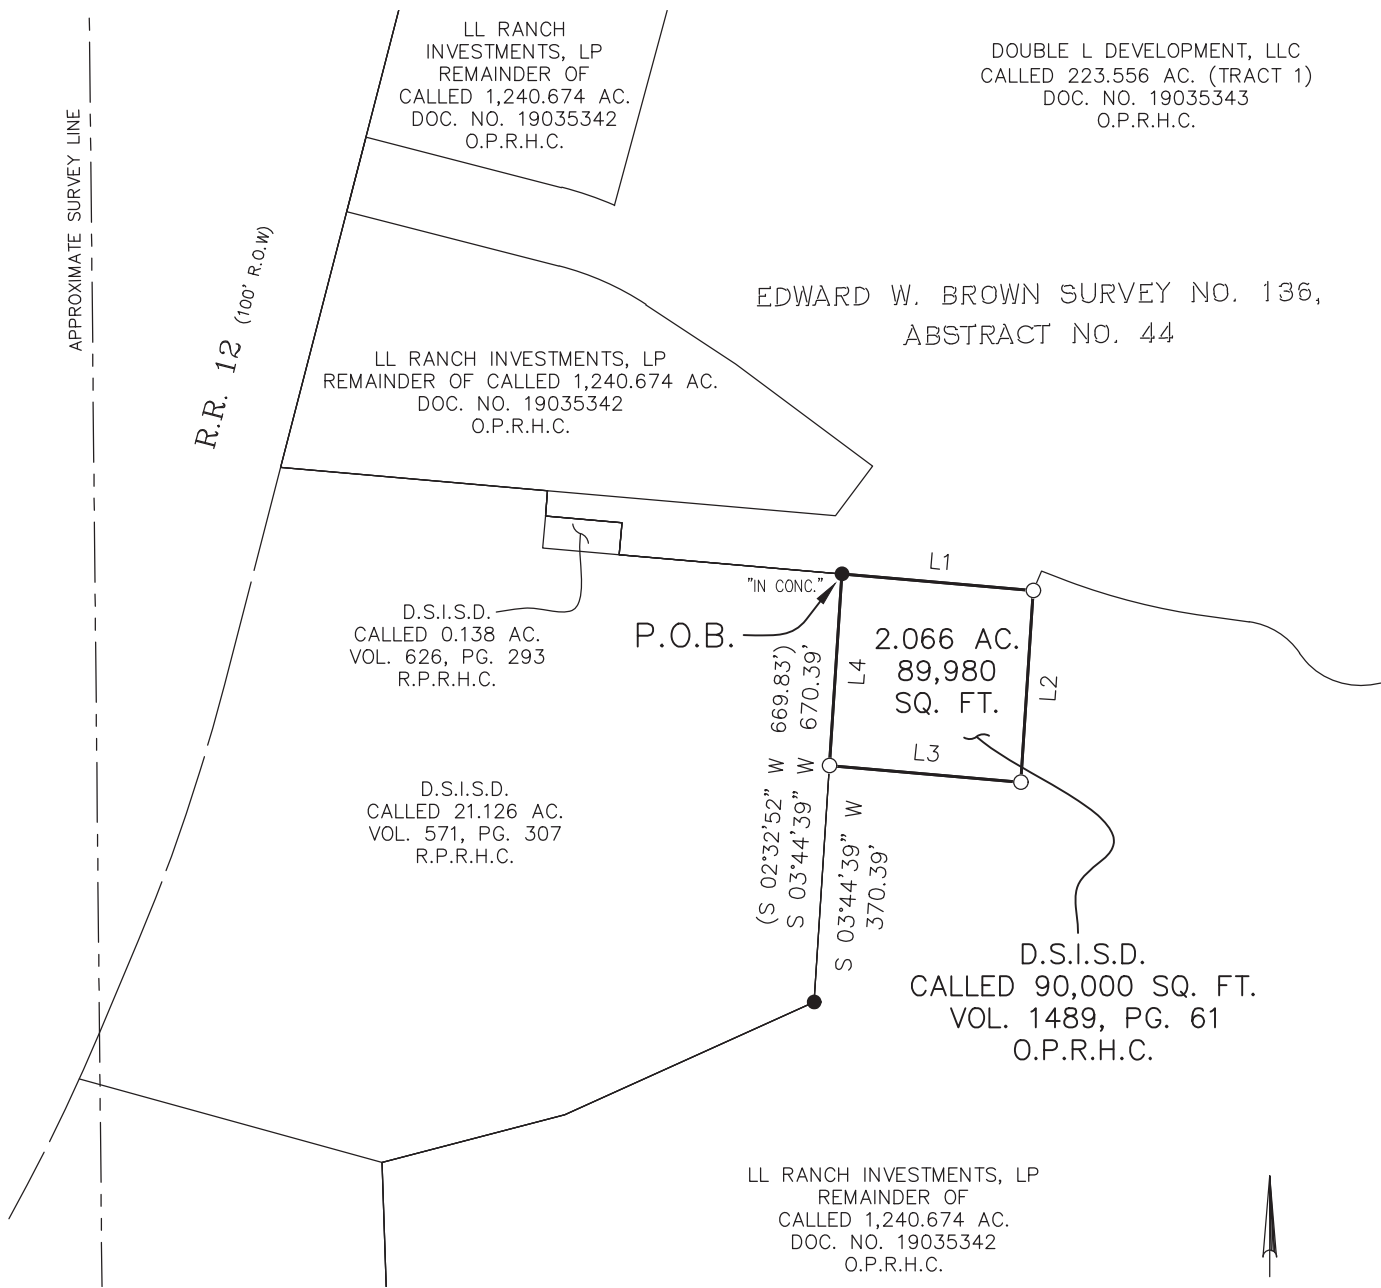 LL RANCH
INVESTMENTS, LP
REMAINDER OF
CALLED 1,240.674 AC.
DOC. NO. 19035342
O.P.R.H.C.
DOUBLE L DEVELOPMENT, LLC
CALLED 223.556 AC. (TRACT 1)
DOC. NO. 19035343
O.P.R.H.C.
APPROXIMATE SURVEY LINE
R.R. 12 (100' R.O.W)
EDWARD W. BROWN SURVEY NO. 136,
ABSTRACT NO. 44
LL RANCH INVESTMENTS, LP
REMAINDER OF CALLED 1,240.674 AC.
DOC. NO. 19035342
O.P.R.H.C.
L1
"IN CONC."
P.O.B.
2.066 AC.
89,980
SQ. FT.
L4
L2
L3
D.S.I.S.D.
CALLED 0.138 AC.
VOL. 626, PG. 293
R.P.R.H.C.
(S 02°32'52" W 669.83')
S 03°44'39" W 670.39'
S 03°44'39" W
370.39'
D.S.I.S.D.
CALLED 21.126 AC.
VOL. 571, PG. 307
R.P.R.H.C.
D.S.I.S.D.
CALLED 90,000 SQ. FT.
VOL. 1489, PG. 61
O.P.R.H.C.
LL RANCH INVESTMENTS, LP
REMAINDER OF
CALLED 1,240.674 AC.
DOC. NO. 19035342
O.P.R.H.C.